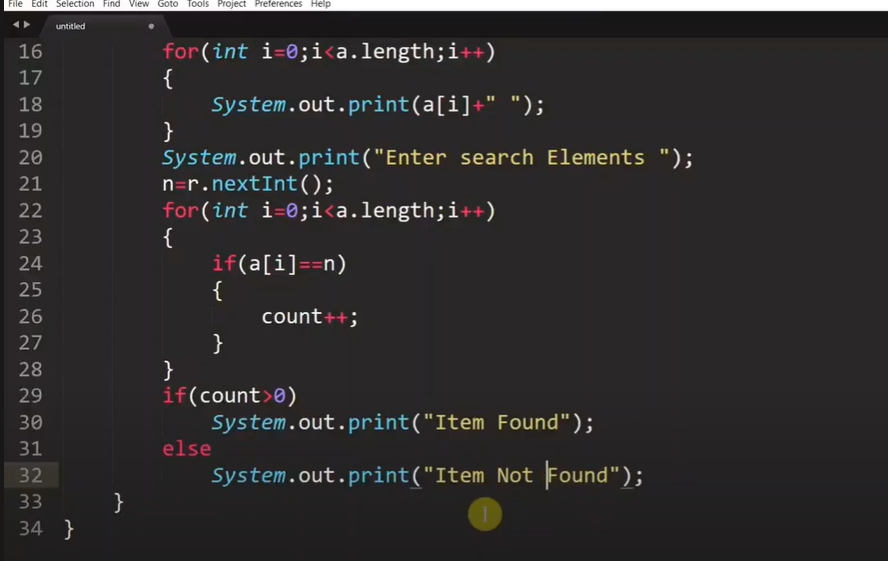 File Edit Selection Find View Goto Tools Project Preferences Help
untitled
16 for(int i=0;i<a.length;i++)
17 {
18 System.out.print(a[i]+" ");
19 }
20 System.out.print("Enter search Elements ");
21 n=r.nextInt();
22 for(int i=0;i<a.length;i++)
23 {
24 if(a[i]==n)
25 {
26 count++;
27 }
28 }
29 if(count>0)
30 System.out.print("Item Found");
31 else
32 System.out.print("Item Not Found");
33 }
34 }